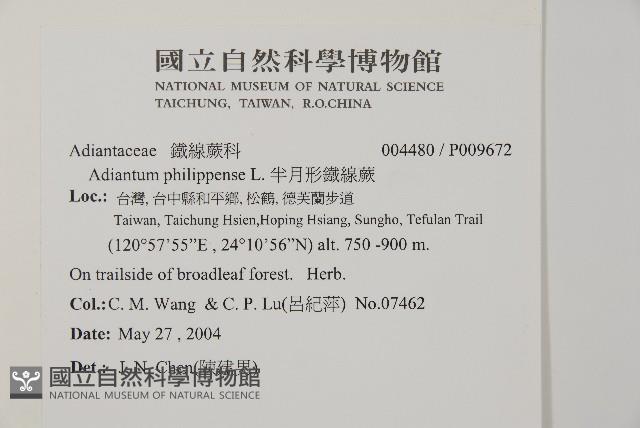 國立自然科學博物館
NATIONAL MUSEUM OF NATURAL SCIENCE
TAICHUNG, TAIWAN, R.O.CHINA
Adiantaceae 鐵線蕨科 004480 / P009672
Adiantum philippense L. 半月形鐵線蕨
Loc.: 台灣, 台中縣和平鄉, 松鶴, 德芙蘭步道
Taiwan, Taichung Hsien,Hoping Hsiang, Sungho, Tefulan Trail
(120°57'55”E , 24°10'56”N) alt. 750 -900 m.
On trailside of broadleaf forest. Herb.
Col.:C. M. Wang & C. P. Lu(呂紀萍) No.07462
Date: May 27 , 2004
Det.: J. N. Chen(陳建男)
國立自然科學博物館
NATIONAL MUSEUM OF NATURAL SCIENCE